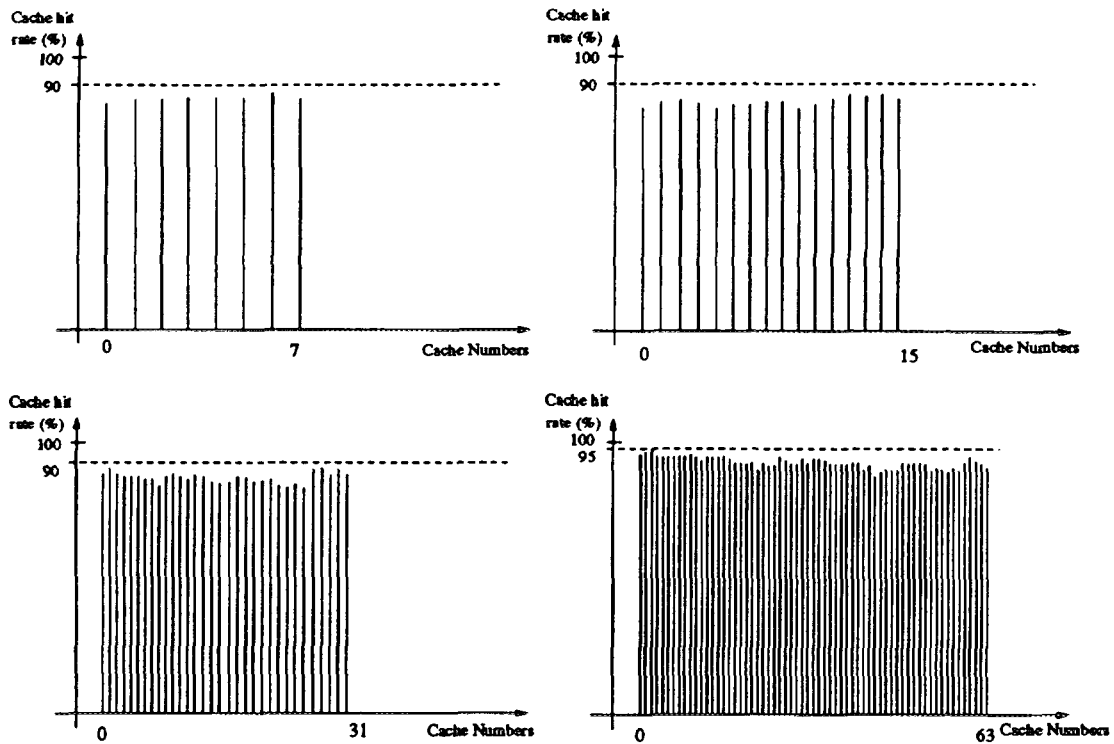 Cache hit
rate (%)
100
90
0
7
Cache Numbers
Cache hit
rate (%)
100
90
0
15
Cache Numbers
Cache hit
rate (%)
100
90
0
31
Cache Numbers
Cache hit
rate (%)
100
95
0
63
Cache Numbers